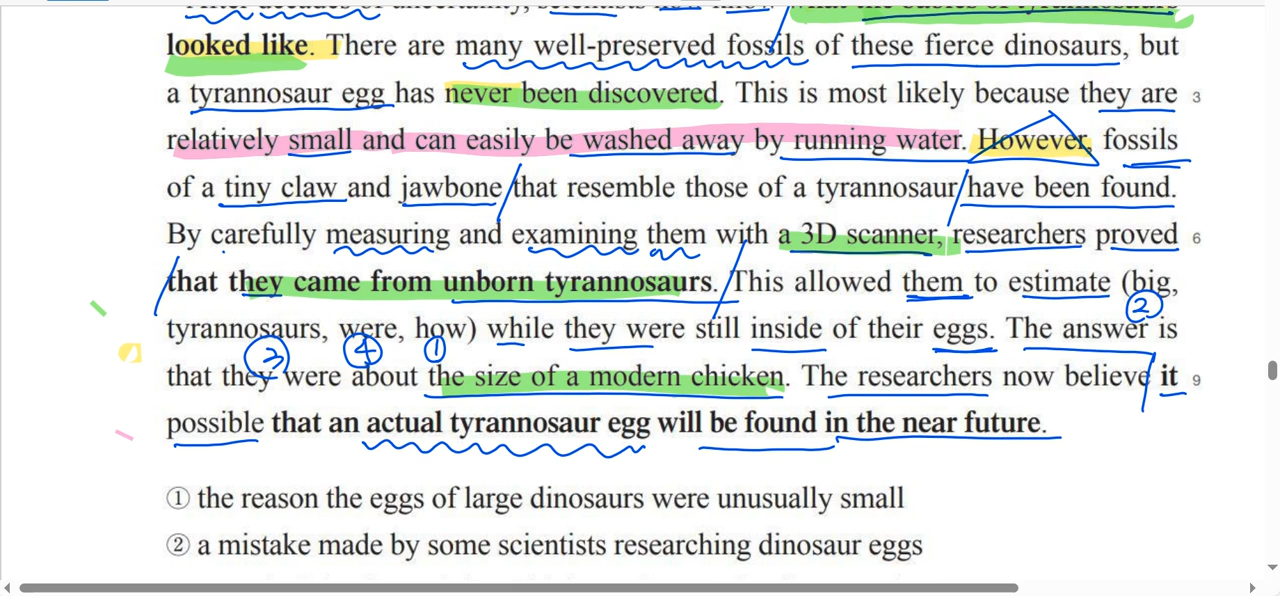 looked like. There are many well-preserved fossils of these fierce dinosaurs, but
a tyrannosaur egg has never been discovered. This is most likely because they are 3
relatively small and can easily be washed away by running water. However, fossils
of a tiny claw and jawbone that resemble those of a tyrannosaur have been found.
By carefully measuring and examining them with a 3D scanner, researchers proved 6
that they came from unborn tyrannosaurs. This allowed them to estimate (big,
②
tyrannosaurs, were, how) while they were still inside of their eggs. The answer is
③ ④ ①
that they were about the size of a modern chicken. The researchers now believe it 9
possible that an actual tyrannosaur egg will be found in the near future.
① the reason the eggs of large dinosaurs were unusually small
② a mistake made by some scientists researching dinosaur eggs